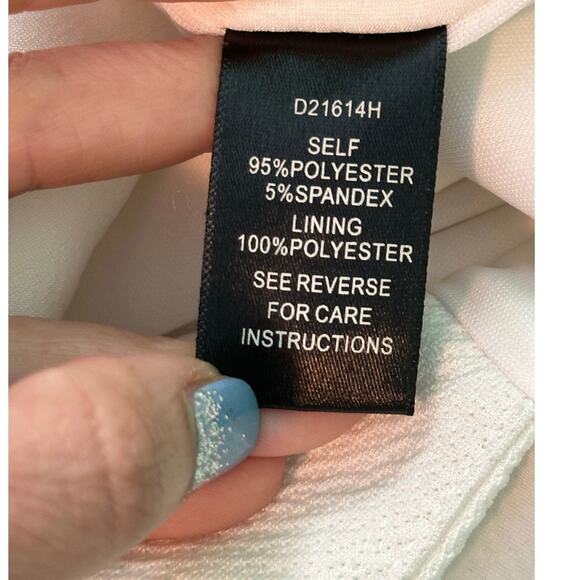 D21614H
SELF
95%POLYESTER
5%SPANDEX
LINING
100%POLYESTER
SEE REVERSE
FOR CARE
INSTRUCTIONS